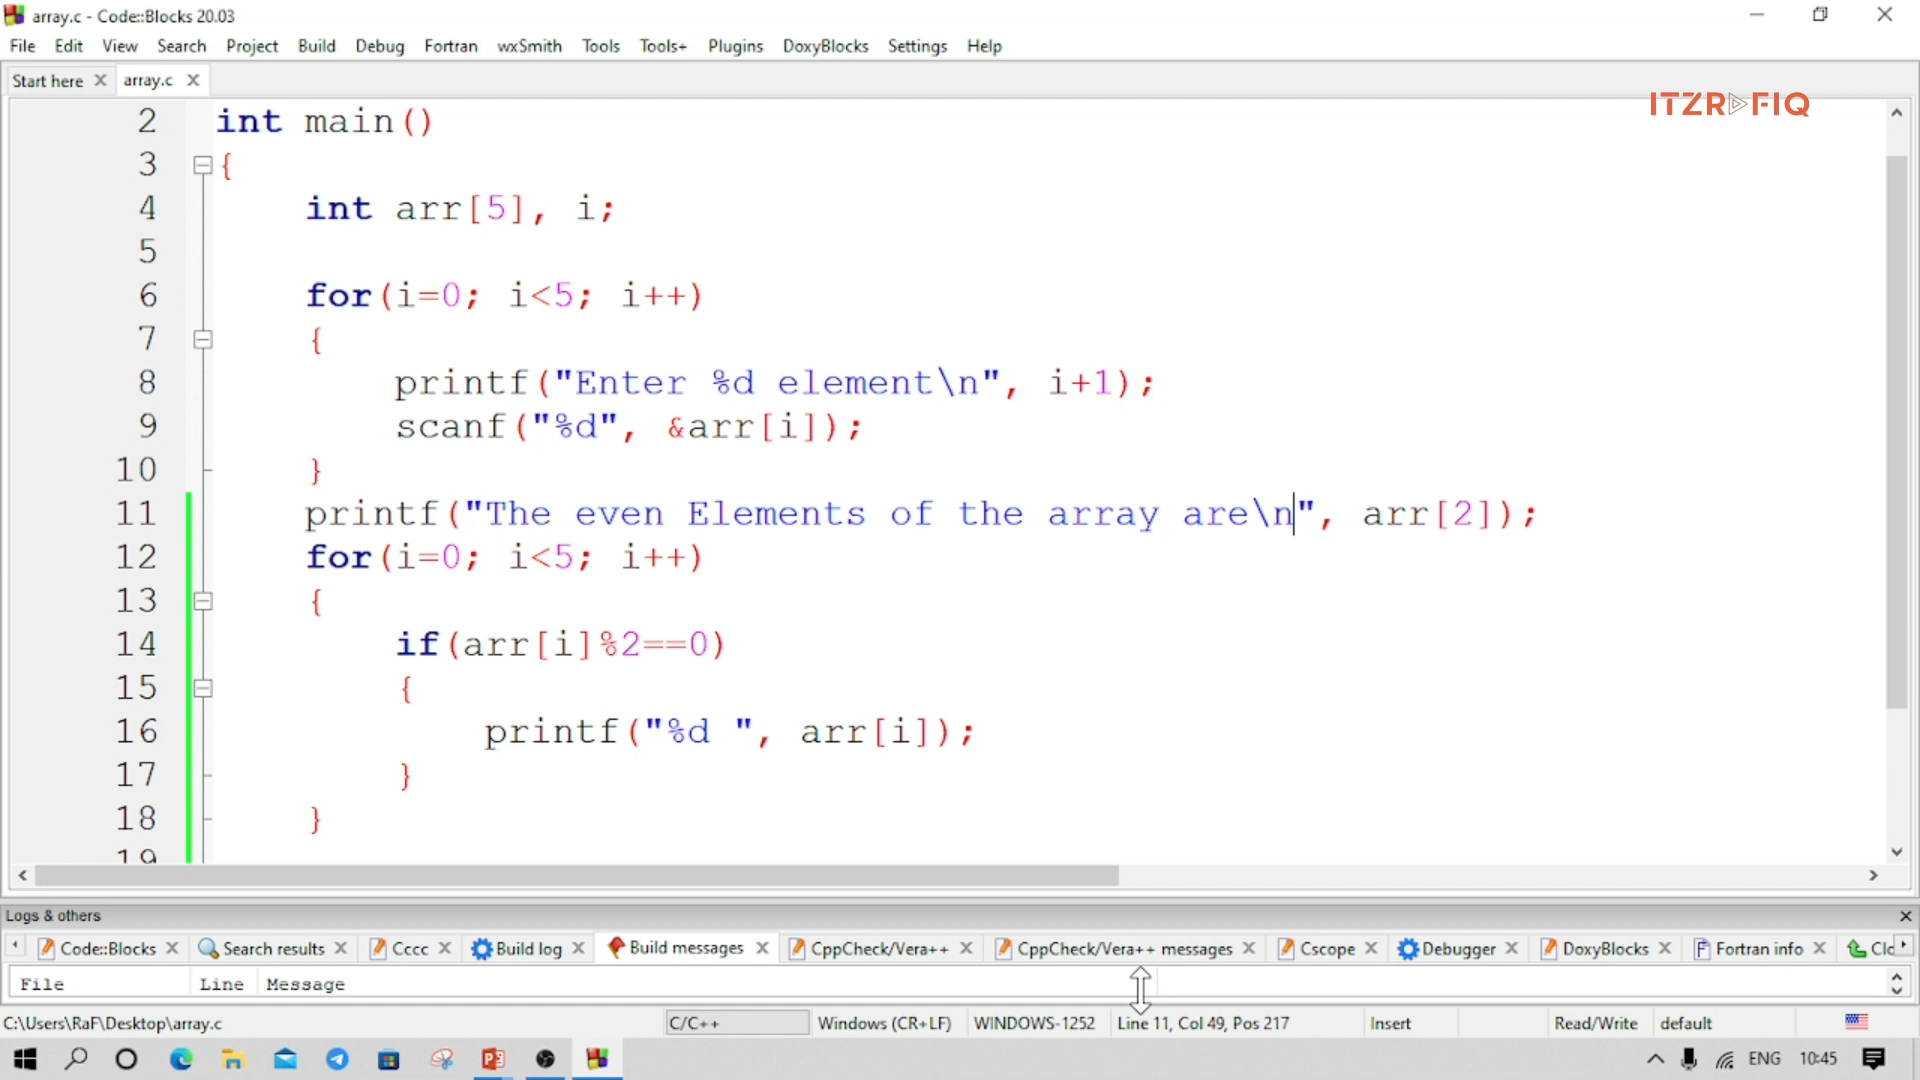 array.c - Code::Blocks 20.03
File Edit View Search Project Build Debug Fortran wxSmith Tools Tools+ Plugins DoxyBlocks Settings Help
Start here array.c
ITZR FIQ
2 int main()
3 {
4 int arr[5], i;
5
6 for(i=0; i<5; i++)
7 {
8 printf("Enter %d element\n", i+1);
9 scanf("%d", &arr[i]);
10 }
11 printf("The even Elements of the array are\n", arr[2]);
12 for(i=0; i<5; i++)
13 {
14 if(arr[i]%2==0)
15 {
16 printf("%d ", arr[i]);
17 }
18 }
19
Logs & others
Code::Blocks Search results Cccc Build log Build messages CppCheck/Vera++ CppCheck/Vera++ messages Cscope Debugger DoxyBlocks Fortran info Clo
File Line Message
C:\Users\RaF\Desktop\array.c C/C++ Windows (CR+LF) WINDOWS-1252 Line 11, Col 49, Pos 217 Insert Read/Write default
ENG 10:45